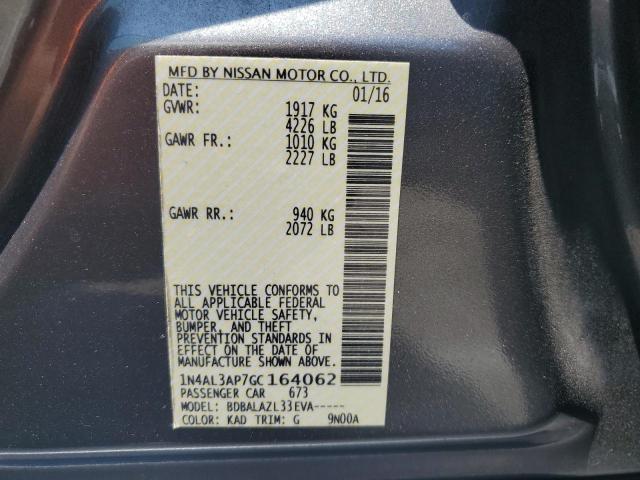 MFD BY NISSAN MOTOR CO., LTD.
DATE: 01/16
GVWR: 1917 KG
4226 LB
GAWR FR.: 1010 KG
2227 LB
GAWR RR.: 940 KG
2072 LB
THIS VEHICLE CONFORMS TO
ALL APPLICABLE FEDERAL
MOTOR VEHICLE SAFETY,
BUMPER, AND THEFT
PREVENTION STANDARDS IN
EFFECT ON THE DATE OF
MANUFACTURE SHOWN ABOVE.
1N4AL3AP7GC164062
PASSENGER CAR 673
MODEL: BDBALAZL33EVA-----
COLOR: KAD TRIM: G 9N00A